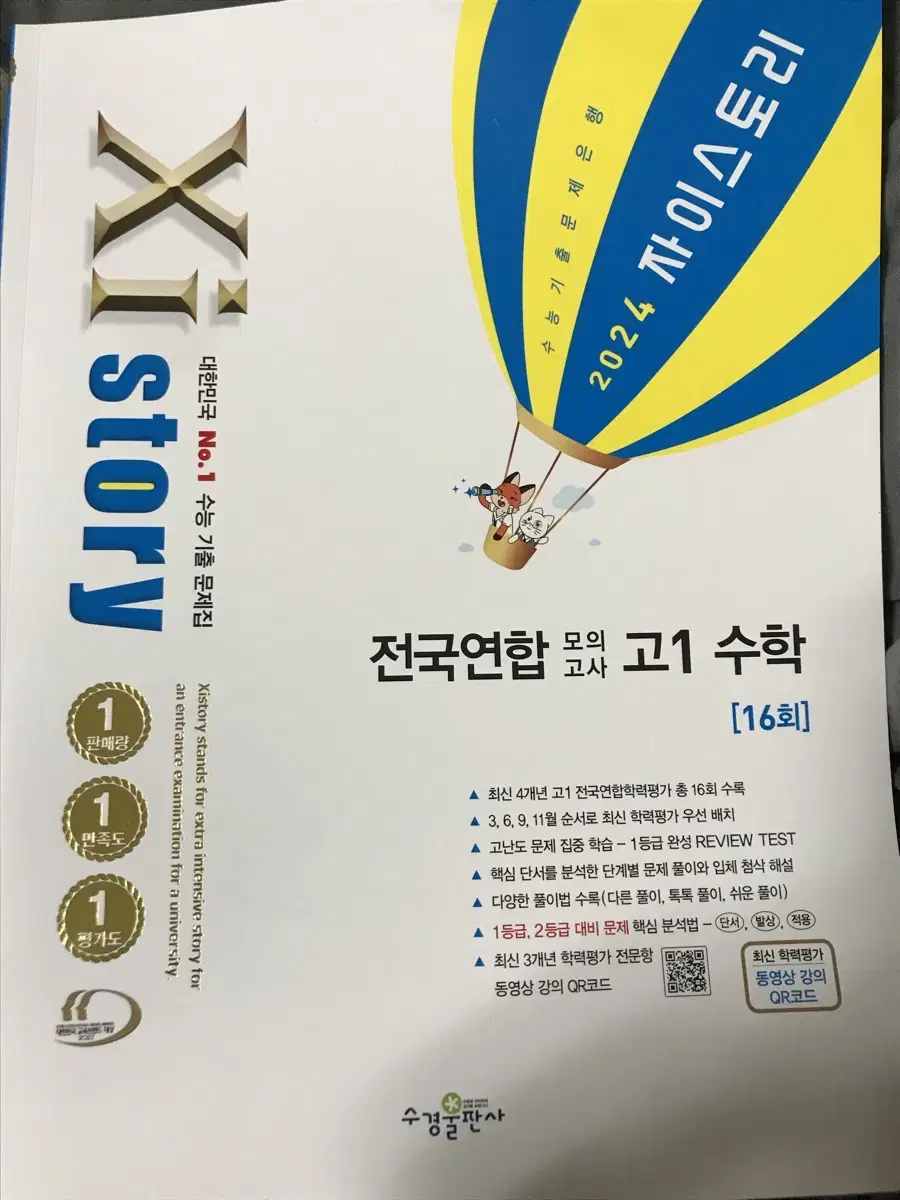 수능기출문제은행
2024 자이스토리
Xi story
대한민국 No.1 수능 기출 문제집
Xistory stands for extra intensive story for
an entrance examination for a university.
1
판매량
1
만족도
1
평가도
전국연합 모의고사 고1 수학
[16회]
▲ 최신 4개년 고1 전국연합학력평가 총 16회 수록
▲ 3, 6, 9, 11월 순서로 최신 학력평가 우선 배치
▲ 고난도 문제 집중 학습 – 1등급 완성 REVIEW TEST
▲ 핵심 단서를 분석한 단계별 문제 풀이와 입체 첨삭 해설
▲ 다양한 풀이법 수록(다른 풀이, 톡톡 풀이, 쉬운 풀이)
▲ 1등급, 2등급 대비 문제 핵심 분석법 – 단서, 발상, 적용
▲ 최신 3개년 학력평가 전문항
동영상 강의 QR코드
최신 학력평가
동영상 강의
QR코드
수경출판사